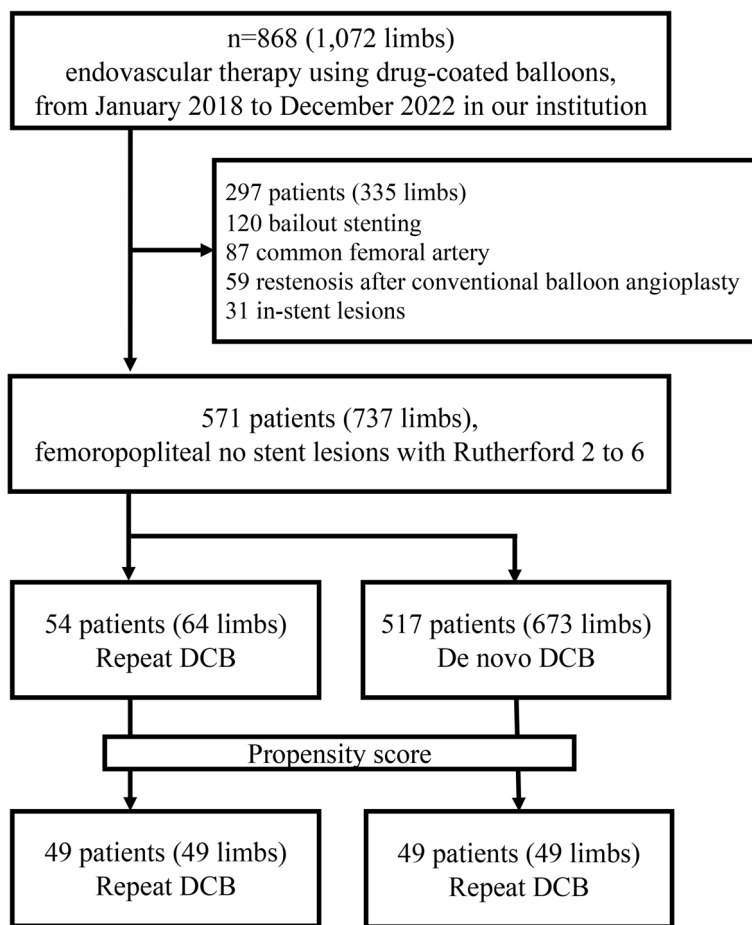 n=868 (1,072 limbs)
endovascular therapy using drug-coated balloons,
from January 2018 to December 2022 in our institution
297 patients (335 limbs)
120 bailout stenting
87 common femoral artery
59 restenosis after conventional balloon angioplasty
31 in-stent lesions
571 patients (737 limbs),
femoropopliteal no stent lesions with Rutherford 2 to 6
54 patients (64 limbs)
Repeat DCB
517 patients (673 limbs)
De novo DCB
Propensity score
49 patients (49 limbs)
Repeat DCB
49 patients (49 limbs)
Repeat DCB